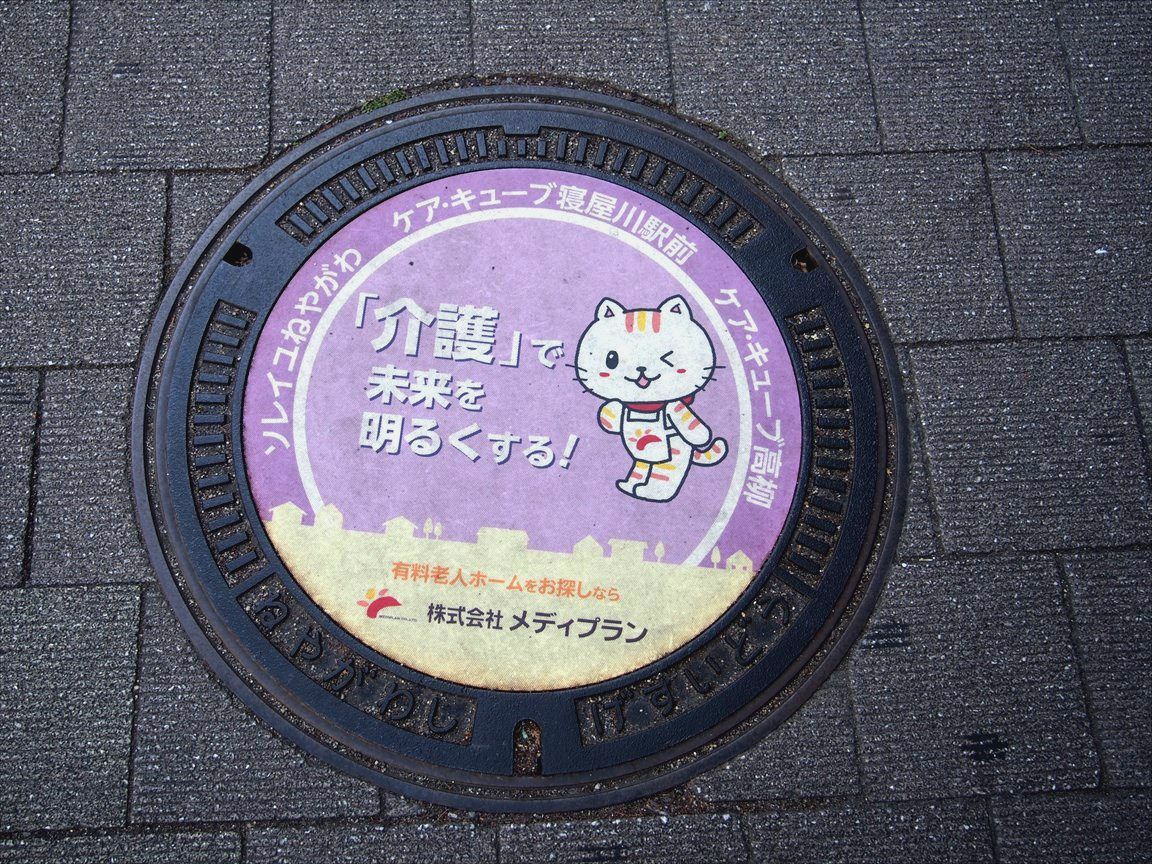 ソレイユねやがわ
ケア・キューブ寝屋川駅前
ケア・キューブ高柳
「介護」で
未来を
明るくする!
有料老人ホームをお探しなら
MEDIPLAN CO.,LTD
株式会社 メディプラン
ねやがわし
げすいどう